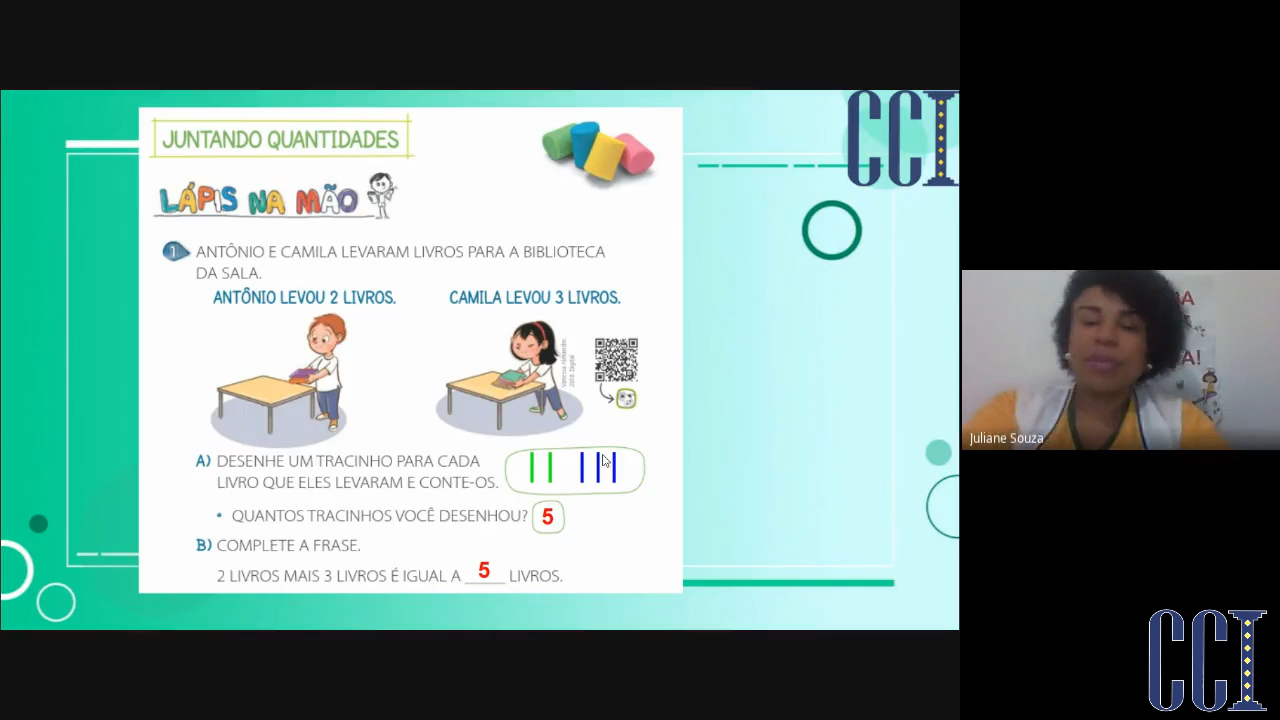 CCI
JUNTANDO QUANTIDADES
LÁPIS NA MÃO
1 ANTÔNIO E CAMILA LEVARAM LIVROS PARA A BIBLIOTECA
DA SALA.
ANTÔNIO LEVOU 2 LIVROS. CAMILA LEVOU 3 LIVROS.
A) DESENHE UM TRACINHO PARA CADA
LIVRO QUE ELES LEVARAM E CONTE-OS.
• QUANTOS TRACINHOS VOCÊ DESENHOU? 5
B) COMPLETE A FRASE.
2 LIVROS MAIS 3 LIVROS É IGUAL A 5 LIVROS.
Juliane Souza
CCI